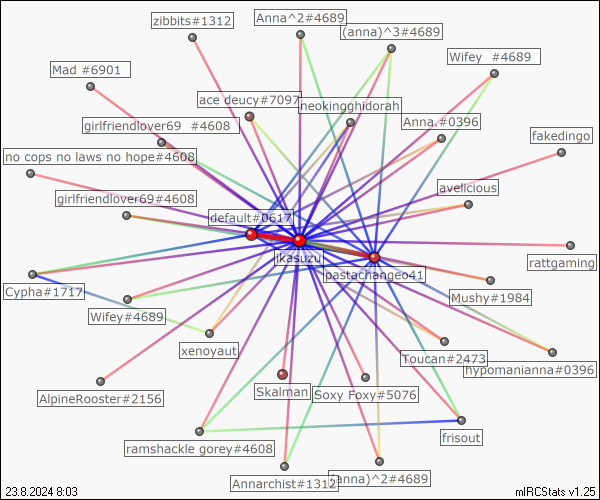 zibbits#1312
Anna^2#4689
(anna)^3#4689
Wifey_#4689
Mad #6901
ace deucy#7097
neokingghidorah
girlfriendlover69__#4608
Anna.#0396
fakedingo
no cops no laws no hope#4608
avelicious
girlfriendlover69#4608
default#0617
ikasuzu
rattgaming
pastachangeo41
Cypha#1717
Mushy#1984
Wifey#4689
xenoyaut
Toucan#2473
hypomanianna#0396
AlpineRooster#2156
Skalman
Soxy Foxy#5076
ramshackle gorey#4608
frisout
Annarchist#1312
(anna)^2#4689
23.8.2024 8:03
mIRCStats v1.25